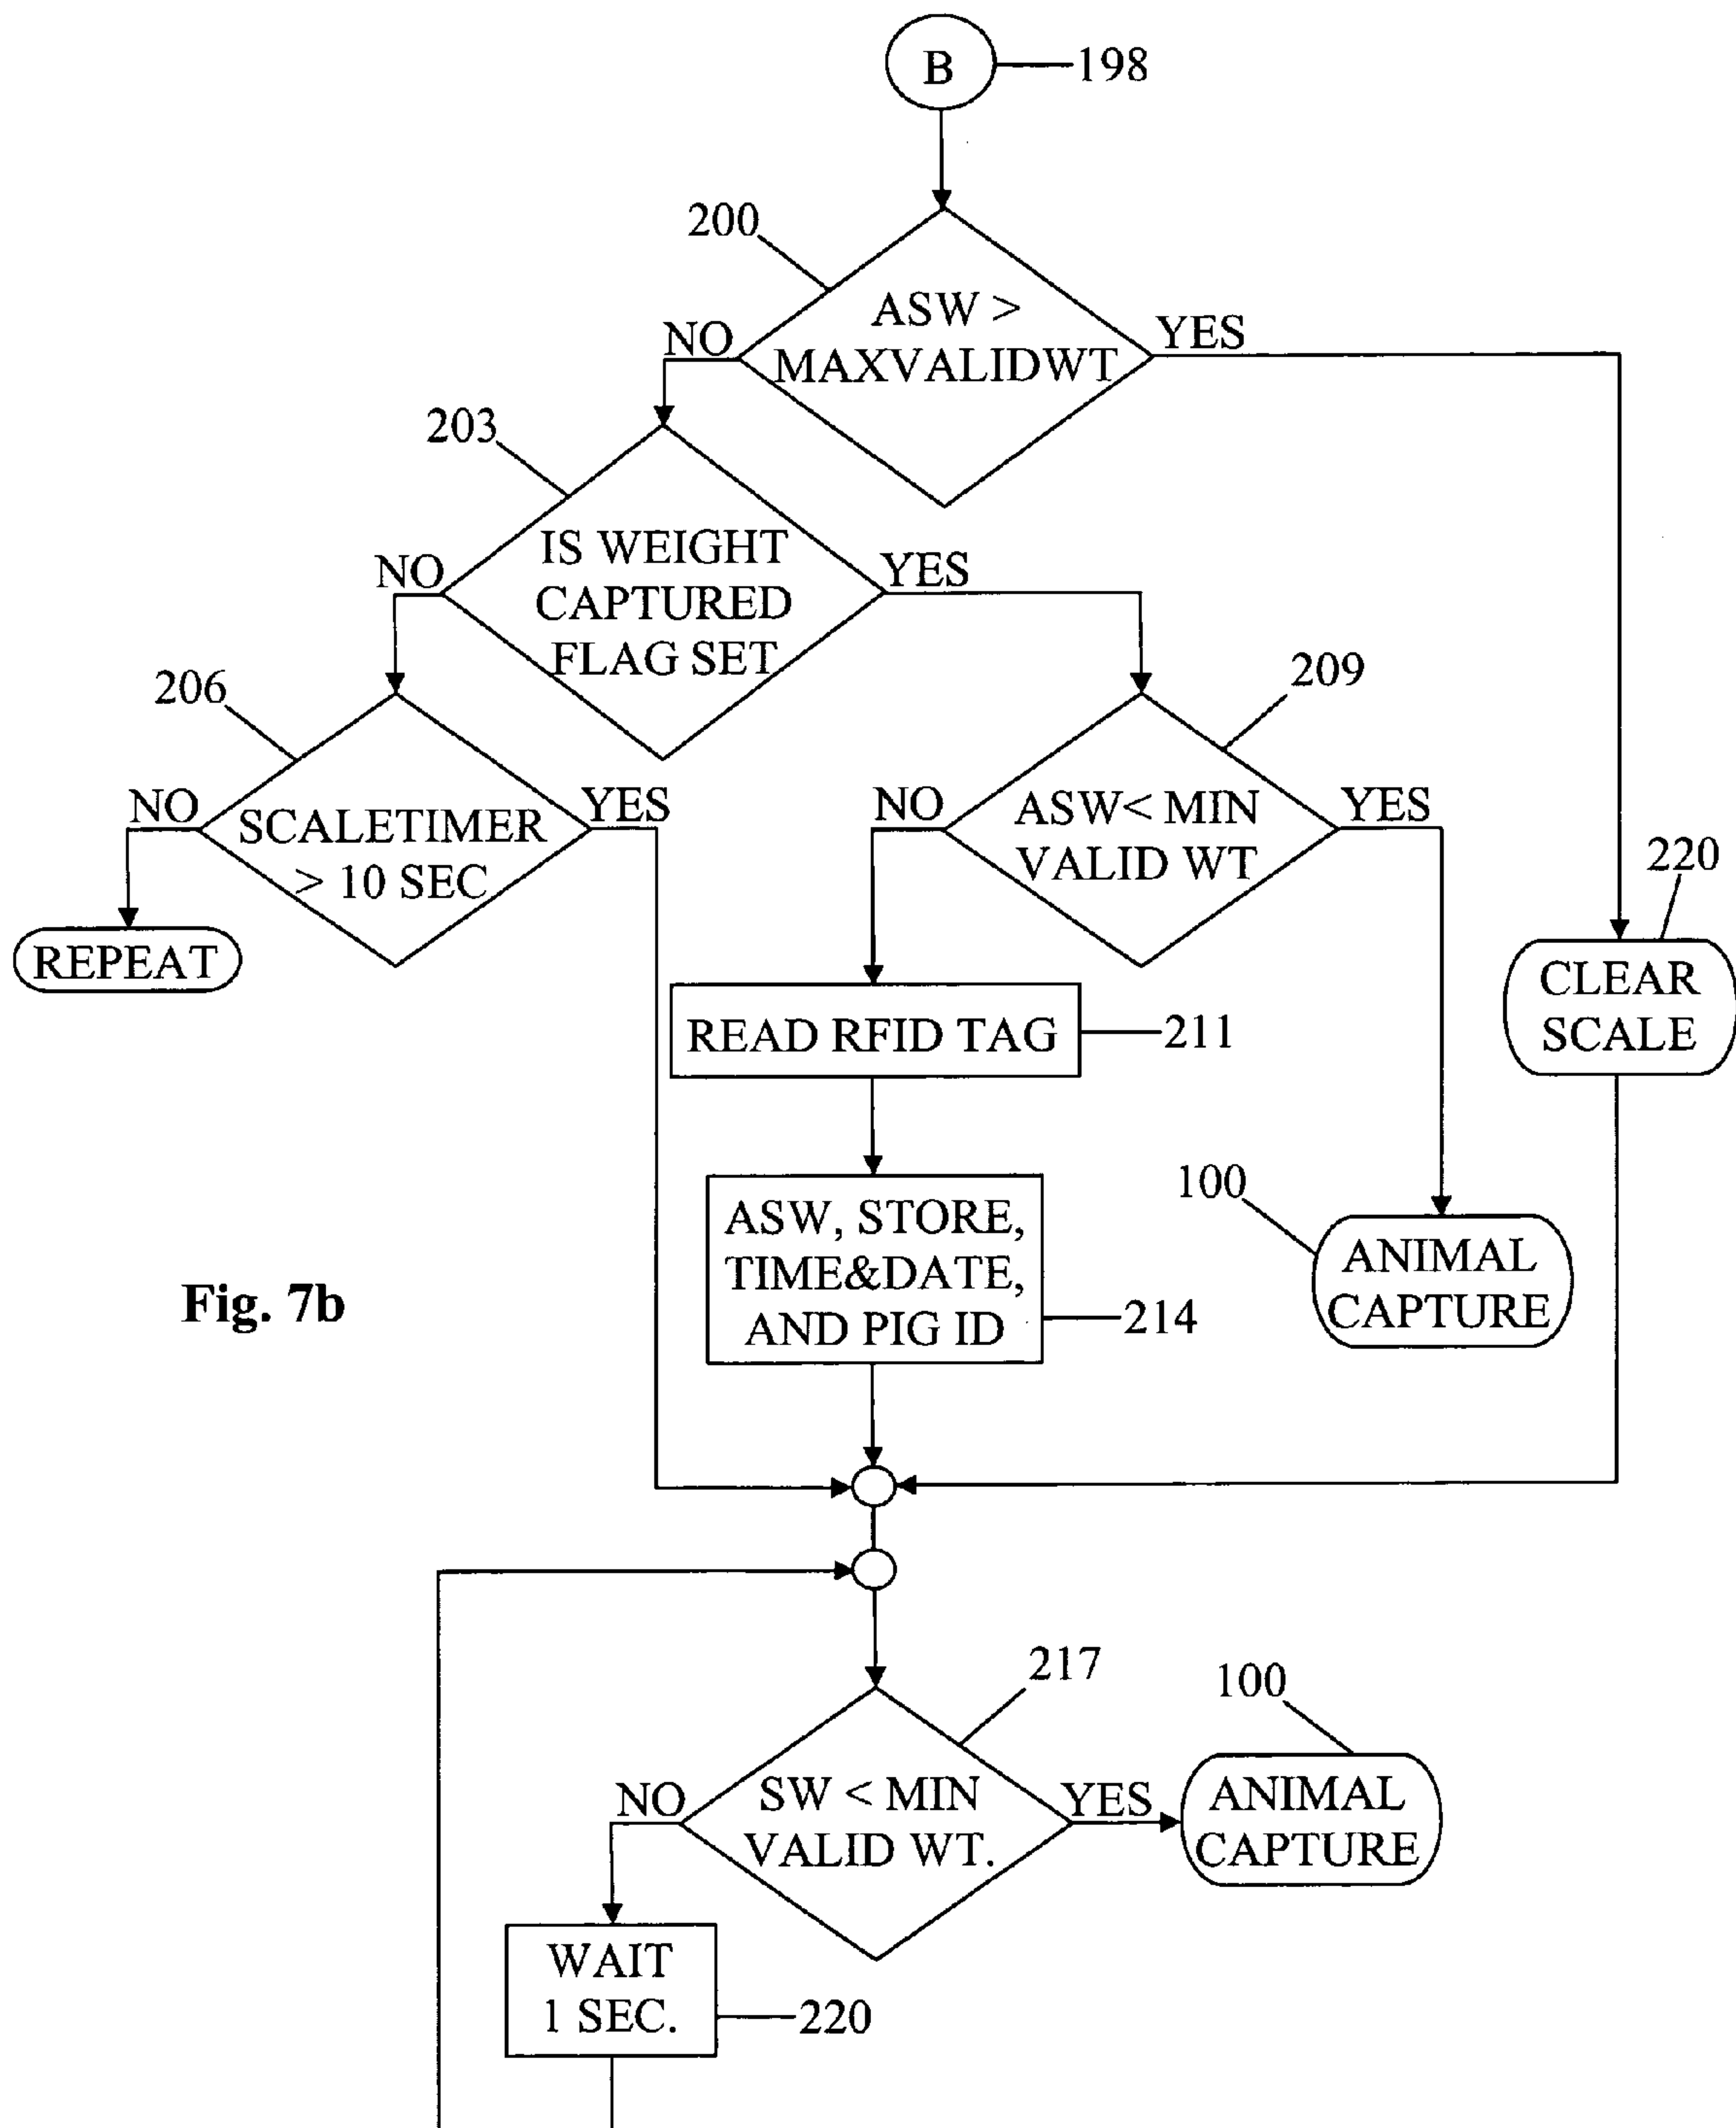 B
198
200
ASW >
MAXVALIDWT
NO
YES
203
IS WEIGHT
CAPTURED
FLAG SET
NO
YES
206
209
SCALETIMER
> 10 SEC
NO
YES
ASW< MIN
VALID WT
NO
YES
220
REPEAT
CLEAR
SCALE
READ RFID TAG
211
100
ASW, STORE,
TIME&DATE,
AND PIG ID
214
ANIMAL
CAPTURE
Fig. 7b
217
100
SW < MIN
VALID WT.
NO
YES
ANIMAL
CAPTURE
WAIT
1 SEC.
220